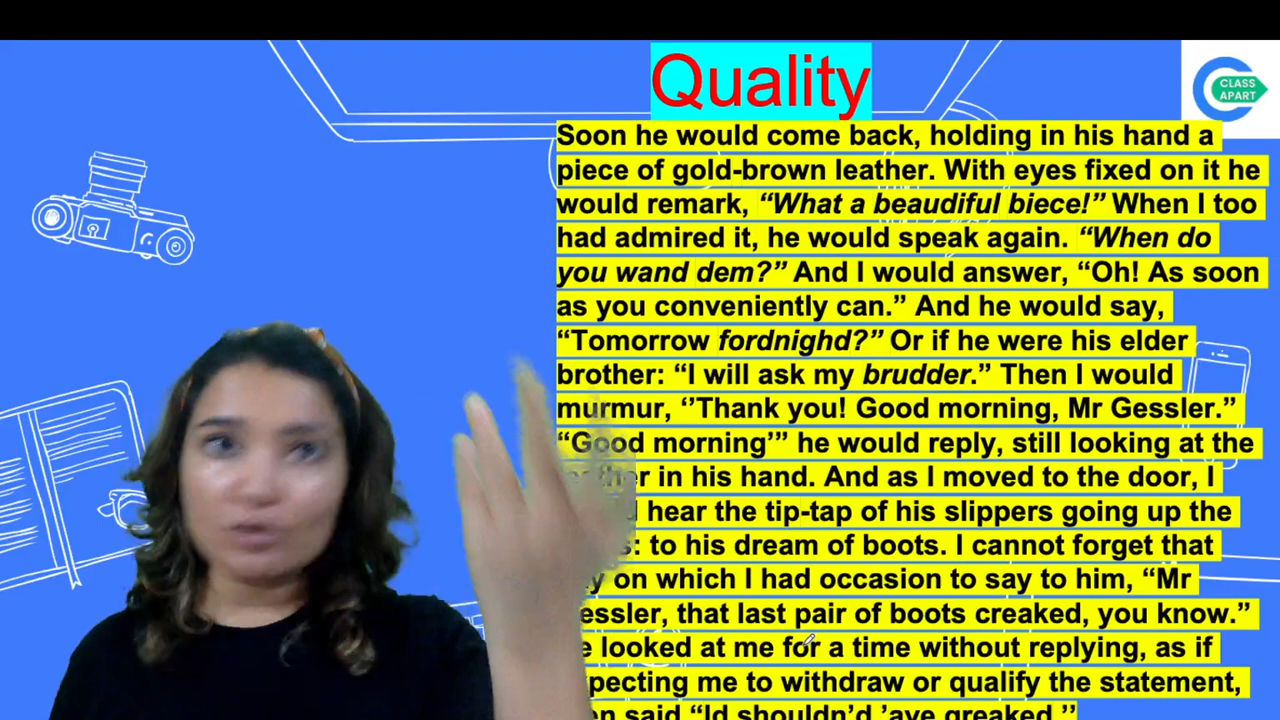 Quality
CLASS
APART
Soon he would come back, holding in his hand a
piece of gold-brown leather. With eyes fixed on it he
would remark, “What a beaudiful biece!” When I too
had admired it, he would speak again. “When do
you wand dem?” And I would answer, “Oh! As soon
as you conveniently can.” And he would say,
“Tomorrow fordnighd?” Or if he were his elder
brother: “I will ask my brudder.” Then I would
murmur, ‘’Thank you! Good morning, Mr Gessler.”
“Good morning’” he would reply, still looking at the
in his hand. And as I moved to the door, I
hear the tip-tap of his slippers going up the
to his dream of boots. I cannot forget that
on which I had occasion to say to him, “Mr
essler, that last pair of boots creaked, you know.”
looked at me for a time without replying, as if
pecting me to withdraw or qualify the statement,
said “Id shouldn’d ’ave greaked.’’